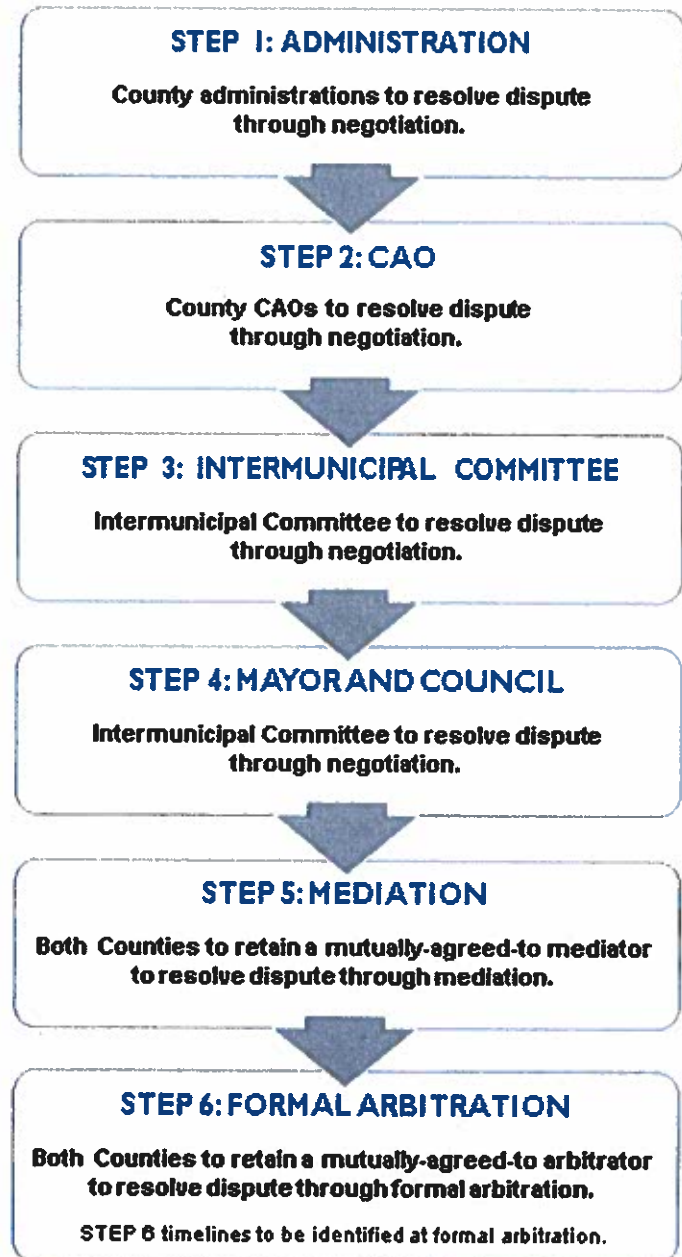 STEP 1: ADMINISTRATION
County administrations to resolve dispute
through negotiation.
STEP 2: CAO
County CAOs to resolve dispute
through negotiation.
STEP 3: INTERMUNICIPAL COMMITTEE
Intermunicipal Committee to resolve dispute
through negotiation.
STEP 4: MAYOR AND COUNCIL
Intermunicipal Committee to resolve dispute
through negotiation.
STEP 5: MEDIATION
Both Counties to retain a mutually-agreed-to mediator
to resolve dispute through mediation.
STEP 6: FORMAL ARBITRATION
Both Counties to retain a mutually-agreed-to arbitrator
to resolve dispute through formal arbitration.
STEP 6 timelines to be identified at formal arbitration.